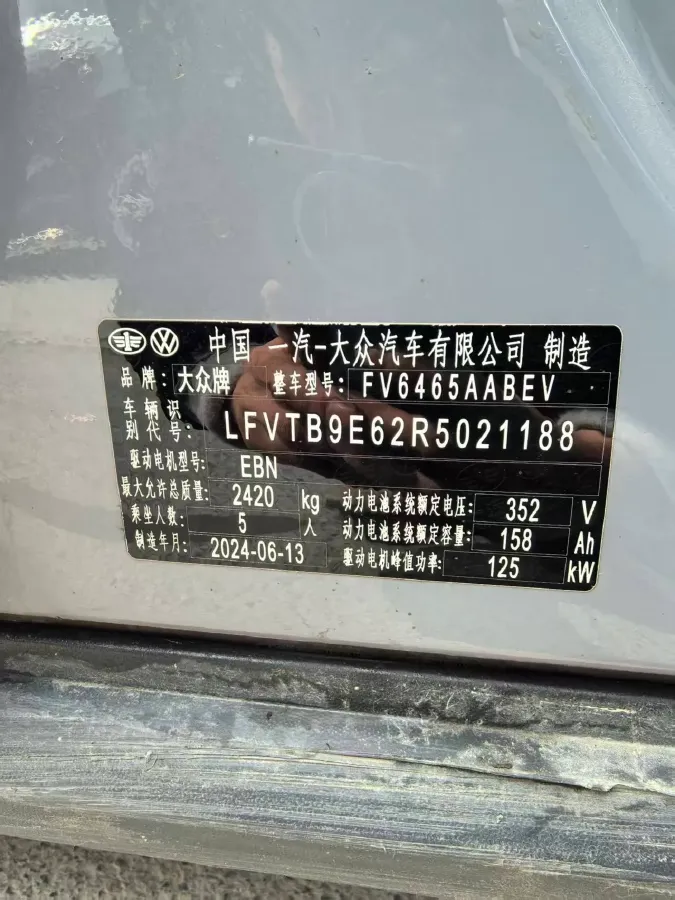 中国 一汽-大众汽车有限公司 制造
品牌: 大众牌 整车型号: FV6465AABEV
车辆识别代号: LFVTB9E62R5021188
驱动电机型号: EBN
最大允许总质量: 2420 kg 动力电池系统额定电压: 352 V
乘坐人数: 5 人 动力电池系统额定容量: 158 Ah
制造年月: 2024-06-13 驱动电机峰值功率: 125 kW